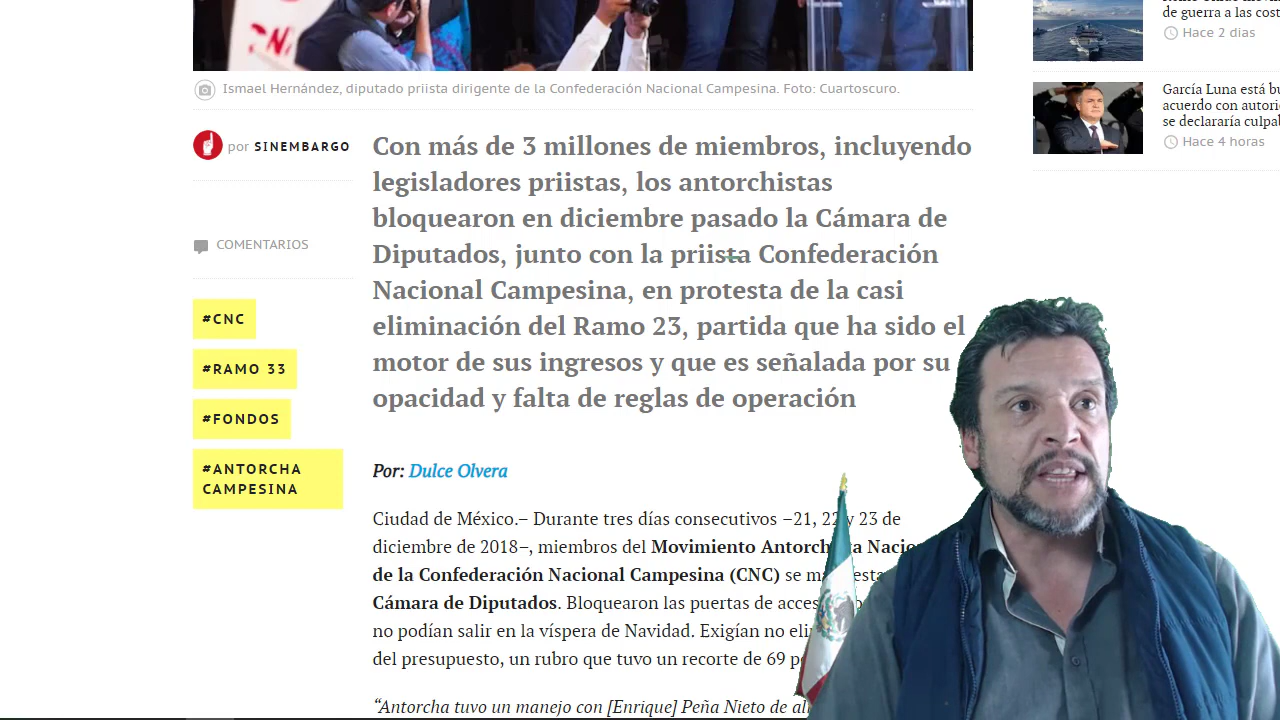 Ismael Hernández, diputado priista dirigente de la Confederación Nacional Campesina. Foto: Cuartoscuro.
por SINEMBARGO
COMENTARIOS
#CNC
#RAMO 33
#FONDOS
#ANTORCHA
CAMPESINA
Con más de 3 millones de miembros, incluyendo
legisladores priistas, los antorchistas
bloquearon en diciembre pasado la Cámara de
Diputados, junto con la priista Confederación
Nacional Campesina, en protesta de la casi
eliminación del Ramo 23, partida que ha sido el
motor de sus ingresos y que es señalada por su
opacidad y falta de reglas de operación
Por: Dulce Olvera
Ciudad de México.– Durante tres días consecutivos –21, 22 y 23 de
diciembre de 2018–, miembros del Movimiento
de la Confederación Nacional Campesina (CNC) se
Cámara de Diputados. Bloquearon las puertas de
no podían salir en la víspera de Navidad. Exigían no
del presupuesto, un rubro que tuvo un recorte de 69
“Antorcha tuvo un manejo con [Enrique] Peña Nieto de
de guerra a las
Hace 2 dias
García Luna está
acuerdo con
se declararía
Hace 4 horas